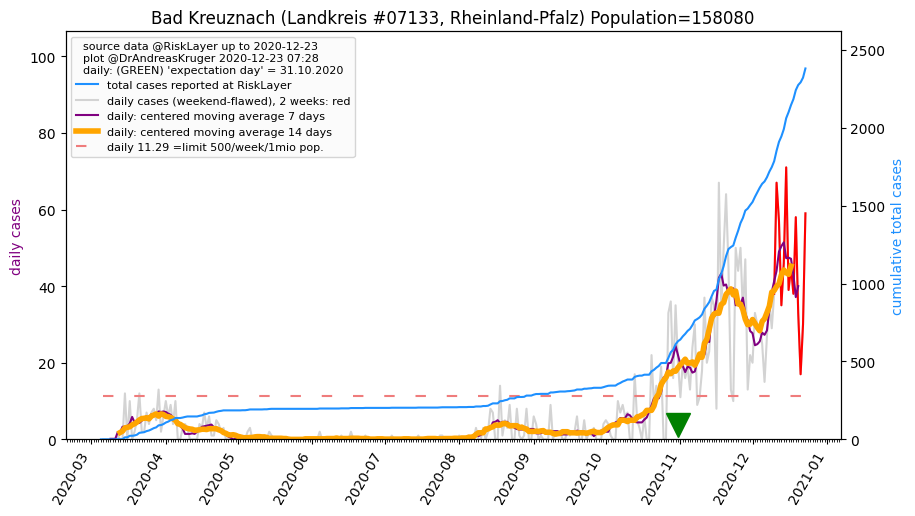 Bad Kreuznach (Landkreis #07133, Rheinland-Pfalz) Population=158080
source data @RiskLayer up to 2020-12-23
plot @DrAndreasKruger 2020-12-23 07:28
daily: (GREEN) 'expectation day' = 31.10.2020
total cases reported at RiskLayer
daily cases (weekend-flawed), 2 weeks: red
daily: centered moving average 7 days
daily: centered moving average 14 days
daily 11.29 =limit 500/week/1mio pop.
daily cases
100
80
60
40
20
0
cumulative total cases
2500
2000
1500
1000
500
0
2020-03
2020-04
2020-05
2020-06
2020-07
2020-08
2020-09
2020-10
2020-11
2020-12
2021-01